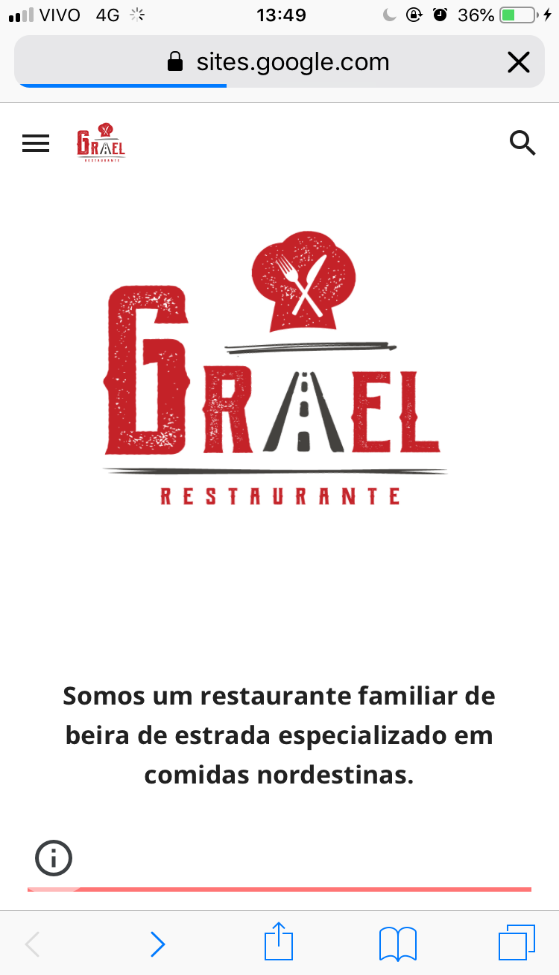 VIVO 4G 13:49 36%
sites.google.com
GRAEL
RESTAURANTE
GRAEL
RESTAURANTE
Somos um restaurante familiar de
beira de estrada especializado em
comidas nordestinas.